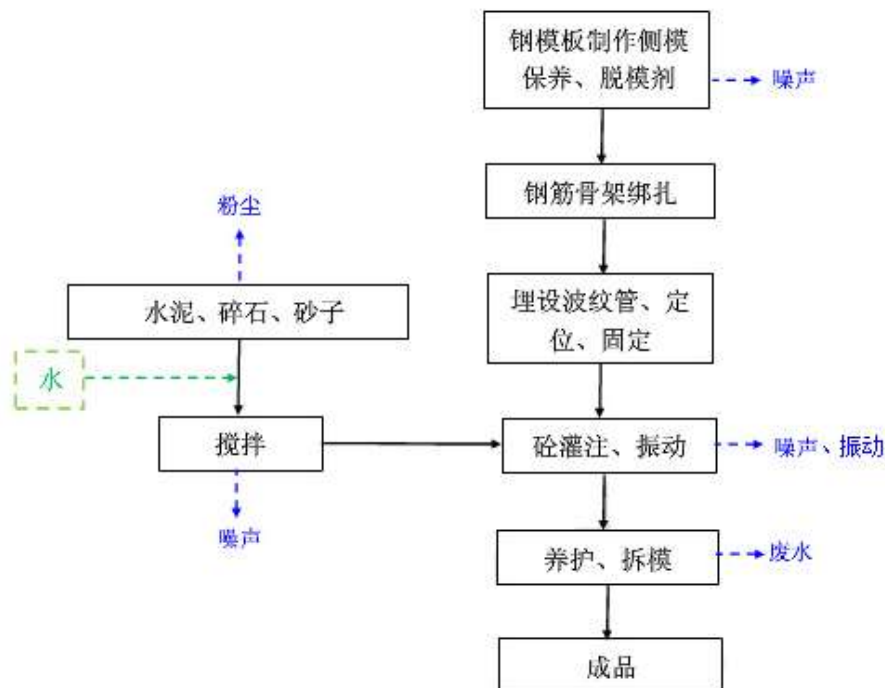 钢模板制作侧模
保养、脱模剂
噪声
钢筋骨架绑扎
粉尘
水泥、碎石、砂子
埋设波纹管、定
位、固定
水
搅拌
砼灌注、振动
噪声、振动
噪声
养护、拆模
废水
成品